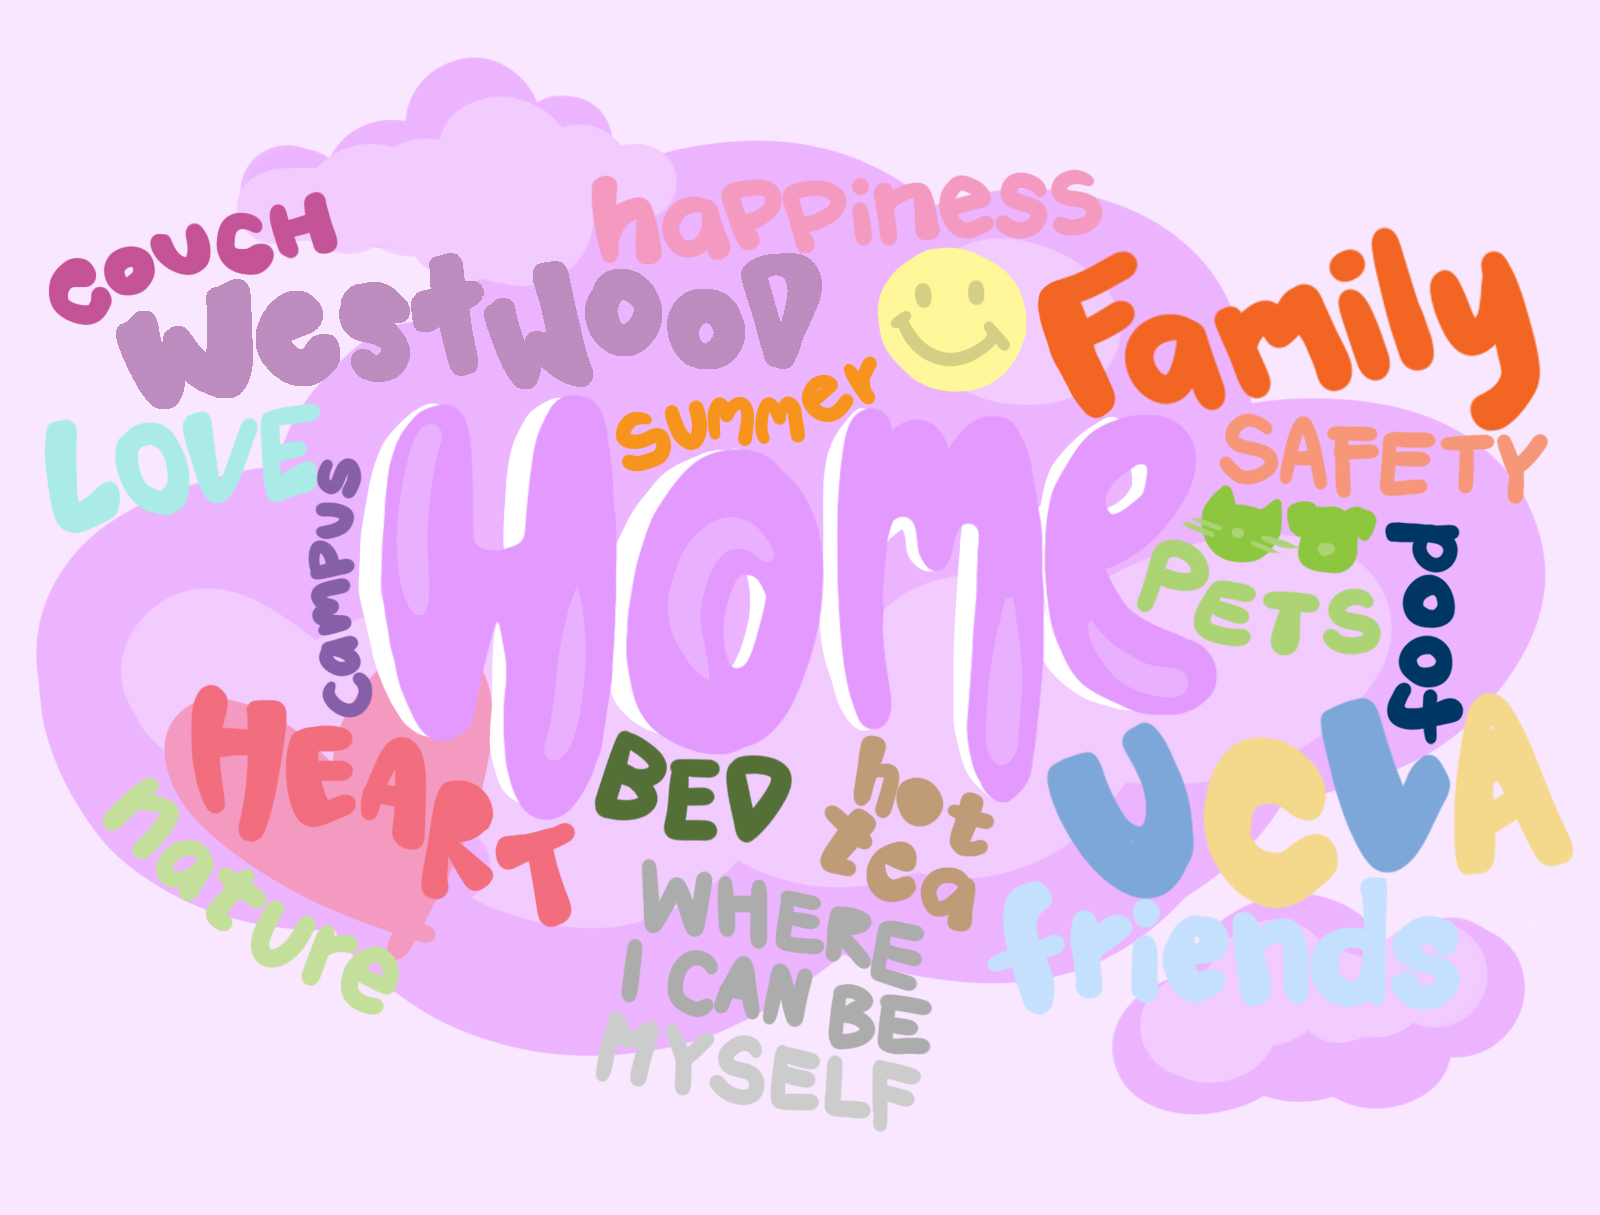 couch
happiness
Westwood
Family
summer
LOVE
SAFETY
campus
Home
PETS
food
HEART
BED
hot
tea
UCLA
nature
WHERE
I CAN BE
MYSELF
friends